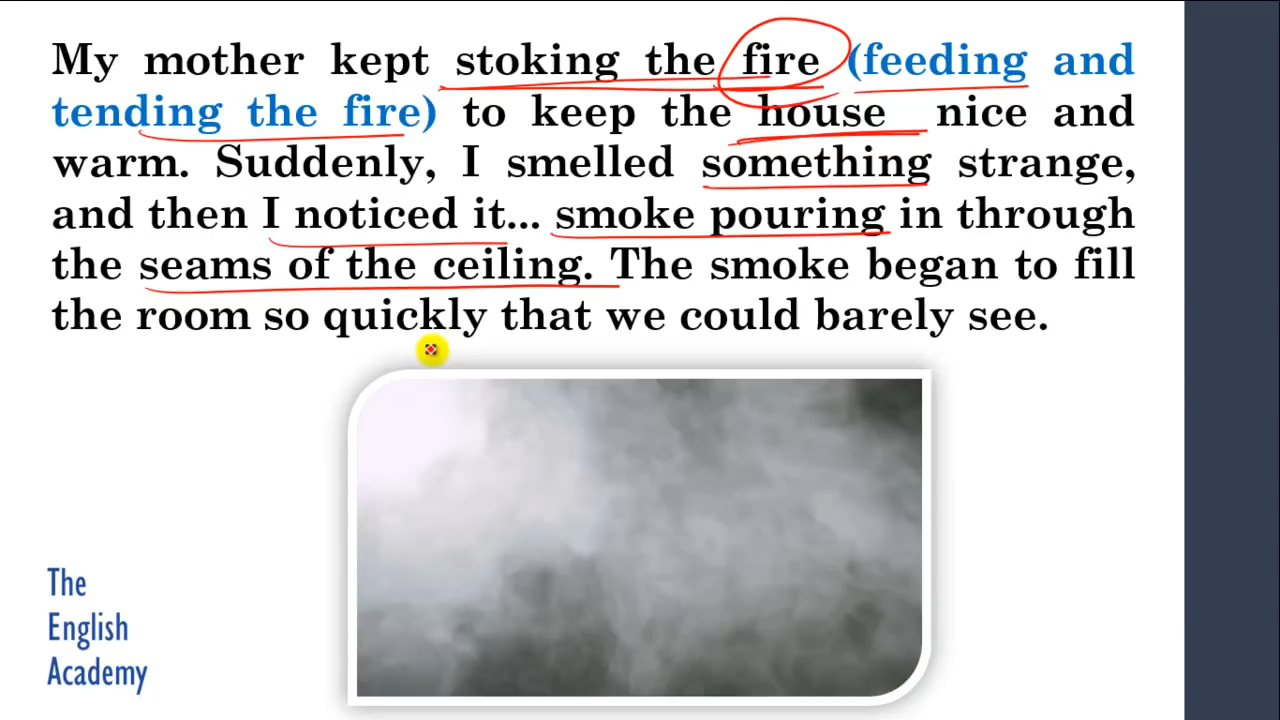 My mother kept stoking the fire (feeding and
tending the fire) to keep the house nice and
warm. Suddenly, I smelled something strange,
and then I noticed it... smoke pouring in through
the seams of the ceiling. The smoke began to fill
the room so quickly that we could barely see.
The
English
Academy